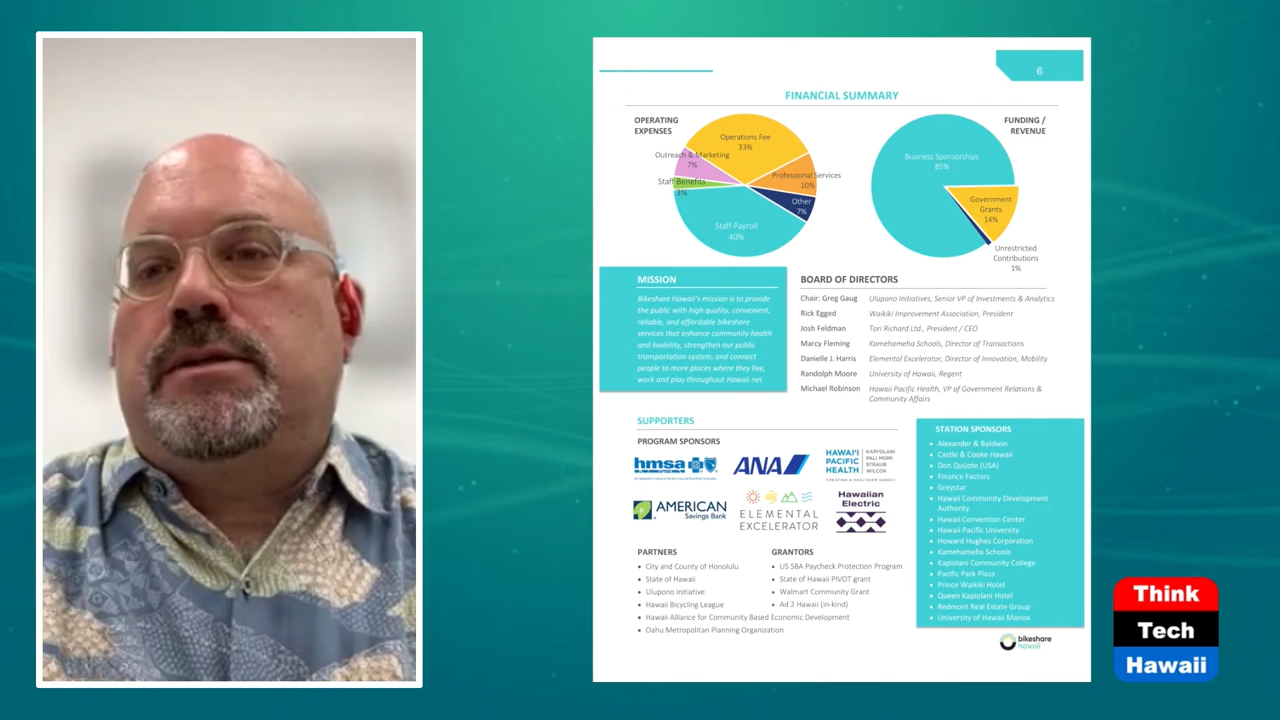 6
FINANCIAL SUMMARY
OPERATING
EXPENSES
Operations Fee
33%
Outreach & Marketing
7%
Professional Services
10%
Staff Benefits
3%
Other
7%
Staff Payroll
40%
FUNDING /
REVENUE
Business Sponsorships
85%
Government
Grants
14%
Unrestricted
Contributions
1%
MISSION
Bikeshare Hawaii's mission is to provide
the public with high quality, convenient,
reliable, and affordable bikeshare
services that enhance community health
and livability, strengthen our public
transportation system, and connect
people to more places where they live,
work and play throughout Hawaii nei.
BOARD OF DIRECTORS
Chair: Greg Gaug Ulupono Initiatives, Senior VP of Investments & Analytics
Rick Egged Waikiki Improvement Association, President
Josh Feldman Tori Richard Ltd., President / CEO
Marcy Fleming Kamehameha Schools, Director of Transactions
Danielle J. Harris Elemental Excelerator, Director of Innovation, Mobility
Randolph Moore University of Hawaii, Regent
Michael Robinson Hawaii Pacific Health, VP of Government Relations &
Community Affairs
SUPPORTERS
PROGRAM SPONSORS
hmsa
ANA
HAWAI'I
PACIFIC
HEALTH
KAPI'OLANI
PALI MOMI
STRAUB
WILCOX
CREATING A HEALTHIER HAWAI'I
AMERICAN
Savings Bank
ELEMENTAL
EXCELERATOR
Hawaiian
Electric
PARTNERS
• City and County of Honolulu
• State of Hawaii
• Ulupono Initiative
• Hawaii Bicycling League
• Hawaii Alliance for Community Based Economic Development
• Oahu Metropolitan Planning Organization
GRANTORS
• US SBA Paycheck Protection Program
• State of Hawaii PIVOT grant
• Walmart Community Grant
• Ad 2 Hawaii (in-kind)
STATION SPONSORS
• Alexander & Baldwin
• Castle & Cooke Hawaii
• Don Quijote (USA)
• Finance Factors
• Greystar
• Hawaii Community Development
Authority
• Hawaii Convention Center
• Hawaii Pacific University
• Howard Hughes Corporation
• Kamehameha Schools
• Kapiolani Community College
• Pacific Park Plaza
• Prince Waikiki Hotel
• Queen Kapiolani Hotel
• Redmont Real Estate Group
• University of Hawaii Manoa
bikeshare
hawaii
Think
Tech
Hawaii